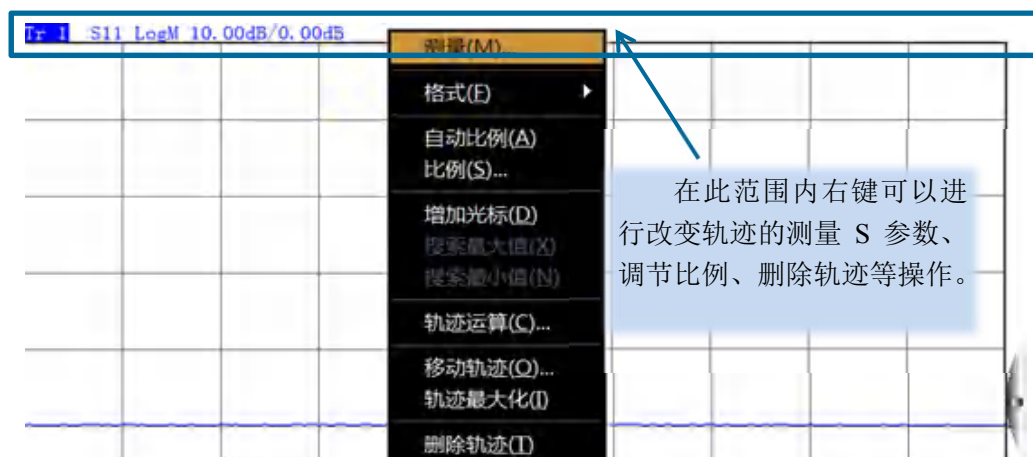 Tr 1 S11 LogM 10.00dB/0.00dB
测量(M)...
格式(F)
自动比例(A)
比例(S)...
增加光标(D)
搜索最大值(X)
搜索最小值(N)
轨迹运算(C)...
移动轨迹(O)...
轨迹最大化(I)
删除轨迹(T)
在此范围内右键可以进
行改变轨迹的测量 S 参数、
调节比例、删除轨迹等操作。